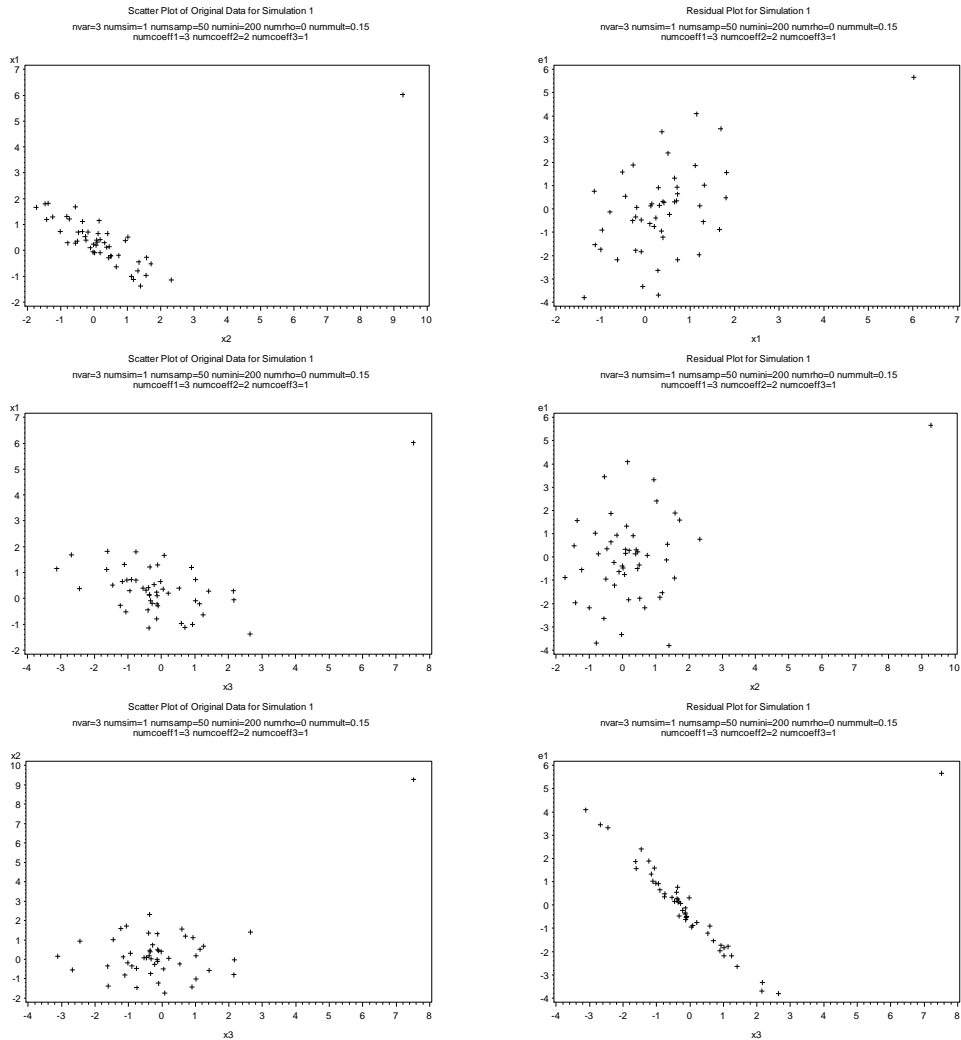 Scatter Plot of Original Data for Simulation 1
nvar=3 numsim=1 numsamp=50 numini=200 numrho=0 nummult=0.15
numcoeff1=3 numcoeff2=2 numcoeff3=1
x1
7
6
5
4
3
2
1
0
-1
-2
-2 -1 0 1 2 3 4 5 6 7 8 9 10
x2
Residual Plot for Simulation 1
nvar=3 numsim=1 numsamp=50 numini=200 numrho=0 nummult=0.15
numcoeff1=3 numcoeff2=2 numcoeff3=1
e1
6
5
4
3
2
1
0
-1
-2
-3
-4
-2 -1 0 1 2 3 4 5 6 7
x1
Scatter Plot of Original Data for Simulation 1
nvar=3 numsim=1 numsamp=50 numini=200 numrho=0 nummult=0.15
numcoeff1=3 numcoeff2=2 numcoeff3=1
x1
7
6
5
4
3
2
1
0
-1
-2
-4 -3 -2 -1 0 1 2 3 4 5 6 7 8
x3
Residual Plot for Simulation 1
nvar=3 numsim=1 numsamp=50 numini=200 numrho=0 nummult=0.15
numcoeff1=3 numcoeff2=2 numcoeff3=1
e1
6
5
4
3
2
1
0
-1
-2
-3
-4
-2 -1 0 1 2 3 4 5 6 7 8 9 10
x2
Scatter Plot of Original Data for Simulation 1
nvar=3 numsim=1 numsamp=50 numini=200 numrho=0 nummult=0.15
numcoeff1=3 numcoeff2=2 numcoeff3=1
x2
10
9
8
7
6
5
4
3
2
1
0
-1
-2
-4 -3 -2 -1 0 1 2 3 4 5 6 7 8
x3
Residual Plot for Simulation 1
nvar=3 numsim=1 numsamp=50 numini=200 numrho=0 nummult=0.15
numcoeff1=3 numcoeff2=2 numcoeff3=1
e1
6
5
4
3
2
1
0
-1
-2
-3
-4
-4 -3 -2 -1 0 1 2 3 4 5 6 7 8
x3